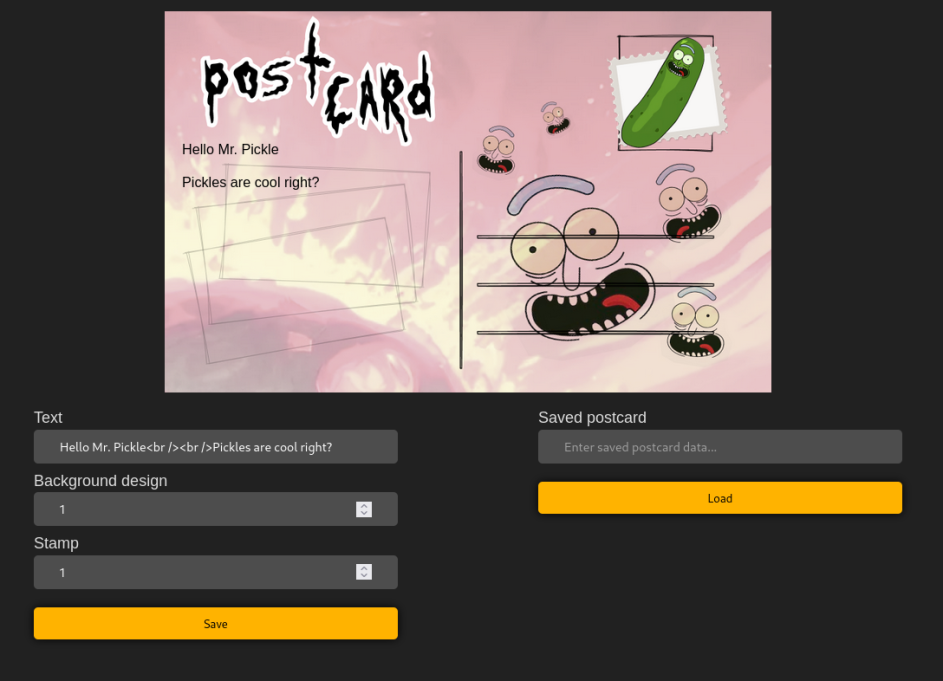 postCARd
Hello Mr. Pickle
Pickles are cool right?
Text
Hello Mr. Pickle<br /><br />Pickles are cool right?
Background design
1
Stamp
1
Save
Saved postcard
Enter saved postcard data...
Load